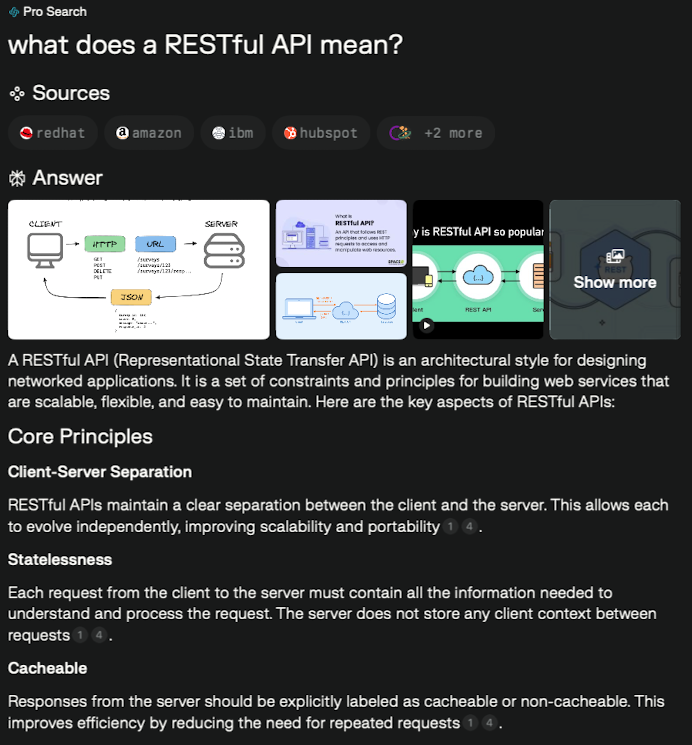 Pro Search
what does a RESTful API mean?
Sources
redhat
amazon
ibm
hubspot
+2 more
Answer
CLIENT
HTTP
URL
SERVER
GET
POST
DELETE
PUT
/surveys
/surveys/123
JSON
What is
RESTful API?
An API that follows REST
principles and uses HTTP
requests to access and
manipulate web resources.
y is RESTful API so popular
REST API
REST
Show more
A RESTful API (Representational State Transfer API) is an architectural style for designing
networked applications. It is a set of constraints and principles for building web services that
are scalable, flexible, and easy to maintain. Here are the key aspects of RESTful APIs:
Core Principles
Client-Server Separation
RESTful APIs maintain a clear separation between the client and the server. This allows each
to evolve independently, improving scalability and portability 1 4 .
Statelessness
Each request from the client to the server must contain all the information needed to
understand and process the request. The server does not store any client context between
requests 1 4 .
Cacheable
Responses from the server should be explicitly labeled as cacheable or non-cacheable. This
improves efficiency by reducing the need for repeated requests 1 4 .